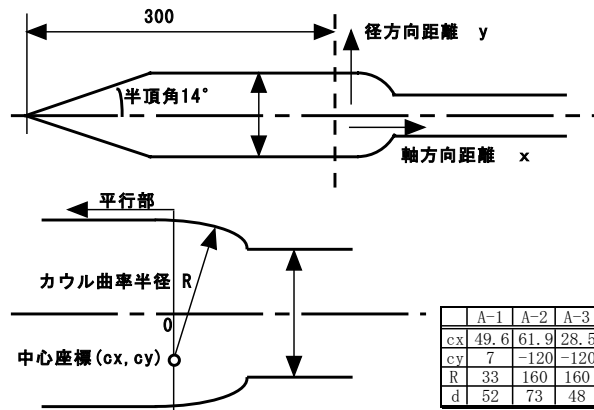 300
径方向距離 y
半頂角14°
軸方向距離 x
平行部
カウル曲率半径 R
0
中心座標(cx,cy)
A-1 A-2 A-3
cx 49.6 61.9 28.5
cy 7 -120 -120
R 33 160 160
d 52 73 48